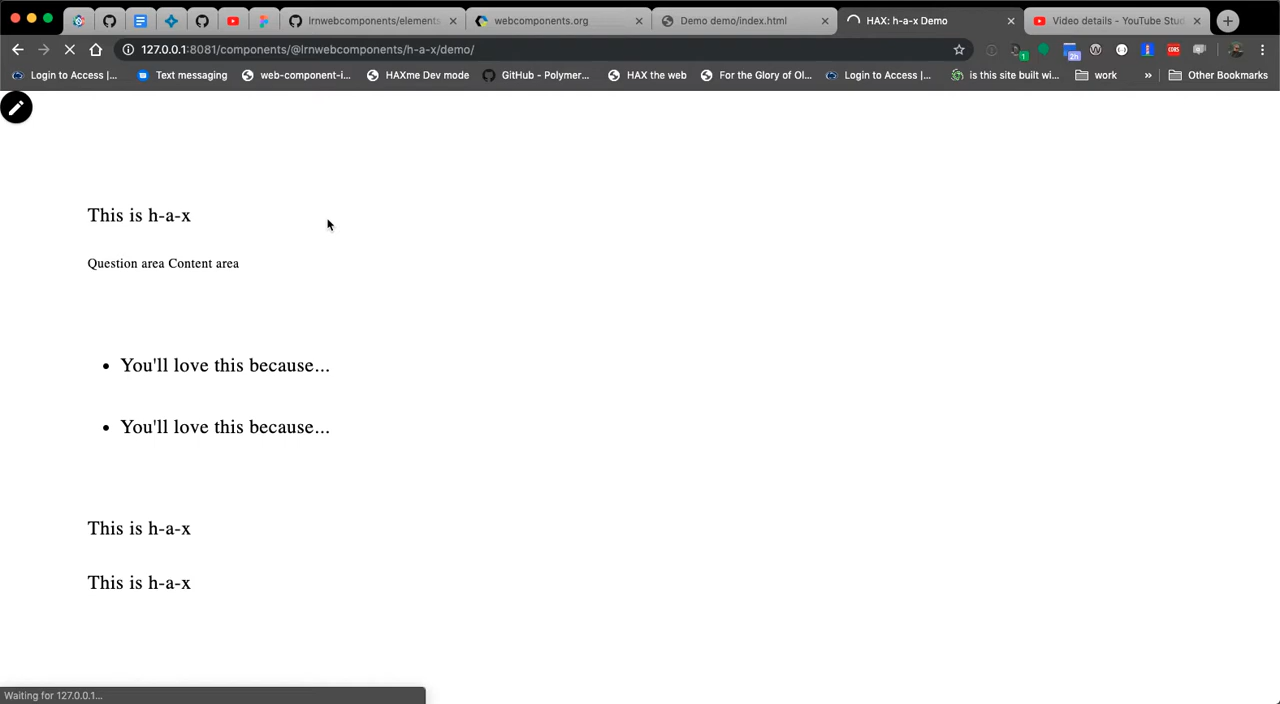 lrnwebcomponents/elements
webcomponents.org
Demo demo/index.html
HAX: h-a-x Demo
Video details - YouTube Stud
127.0.0.1:8081/components/@lrnwebcomponents/h-a-x/demo/
1
2h
Login to Access |...
Text messaging
web-component-i...
HAXme Dev mode
GitHub - Polymer...
HAX the web
For the Glory of Ol...
Login to Access |...
is this site built wi...
work
»
Other Bookmarks
This is h-a-x
Question area Content area
• You'll love this because...
• You'll love this because...
This is h-a-x
This is h-a-x
Waiting for 127.0.0.1...